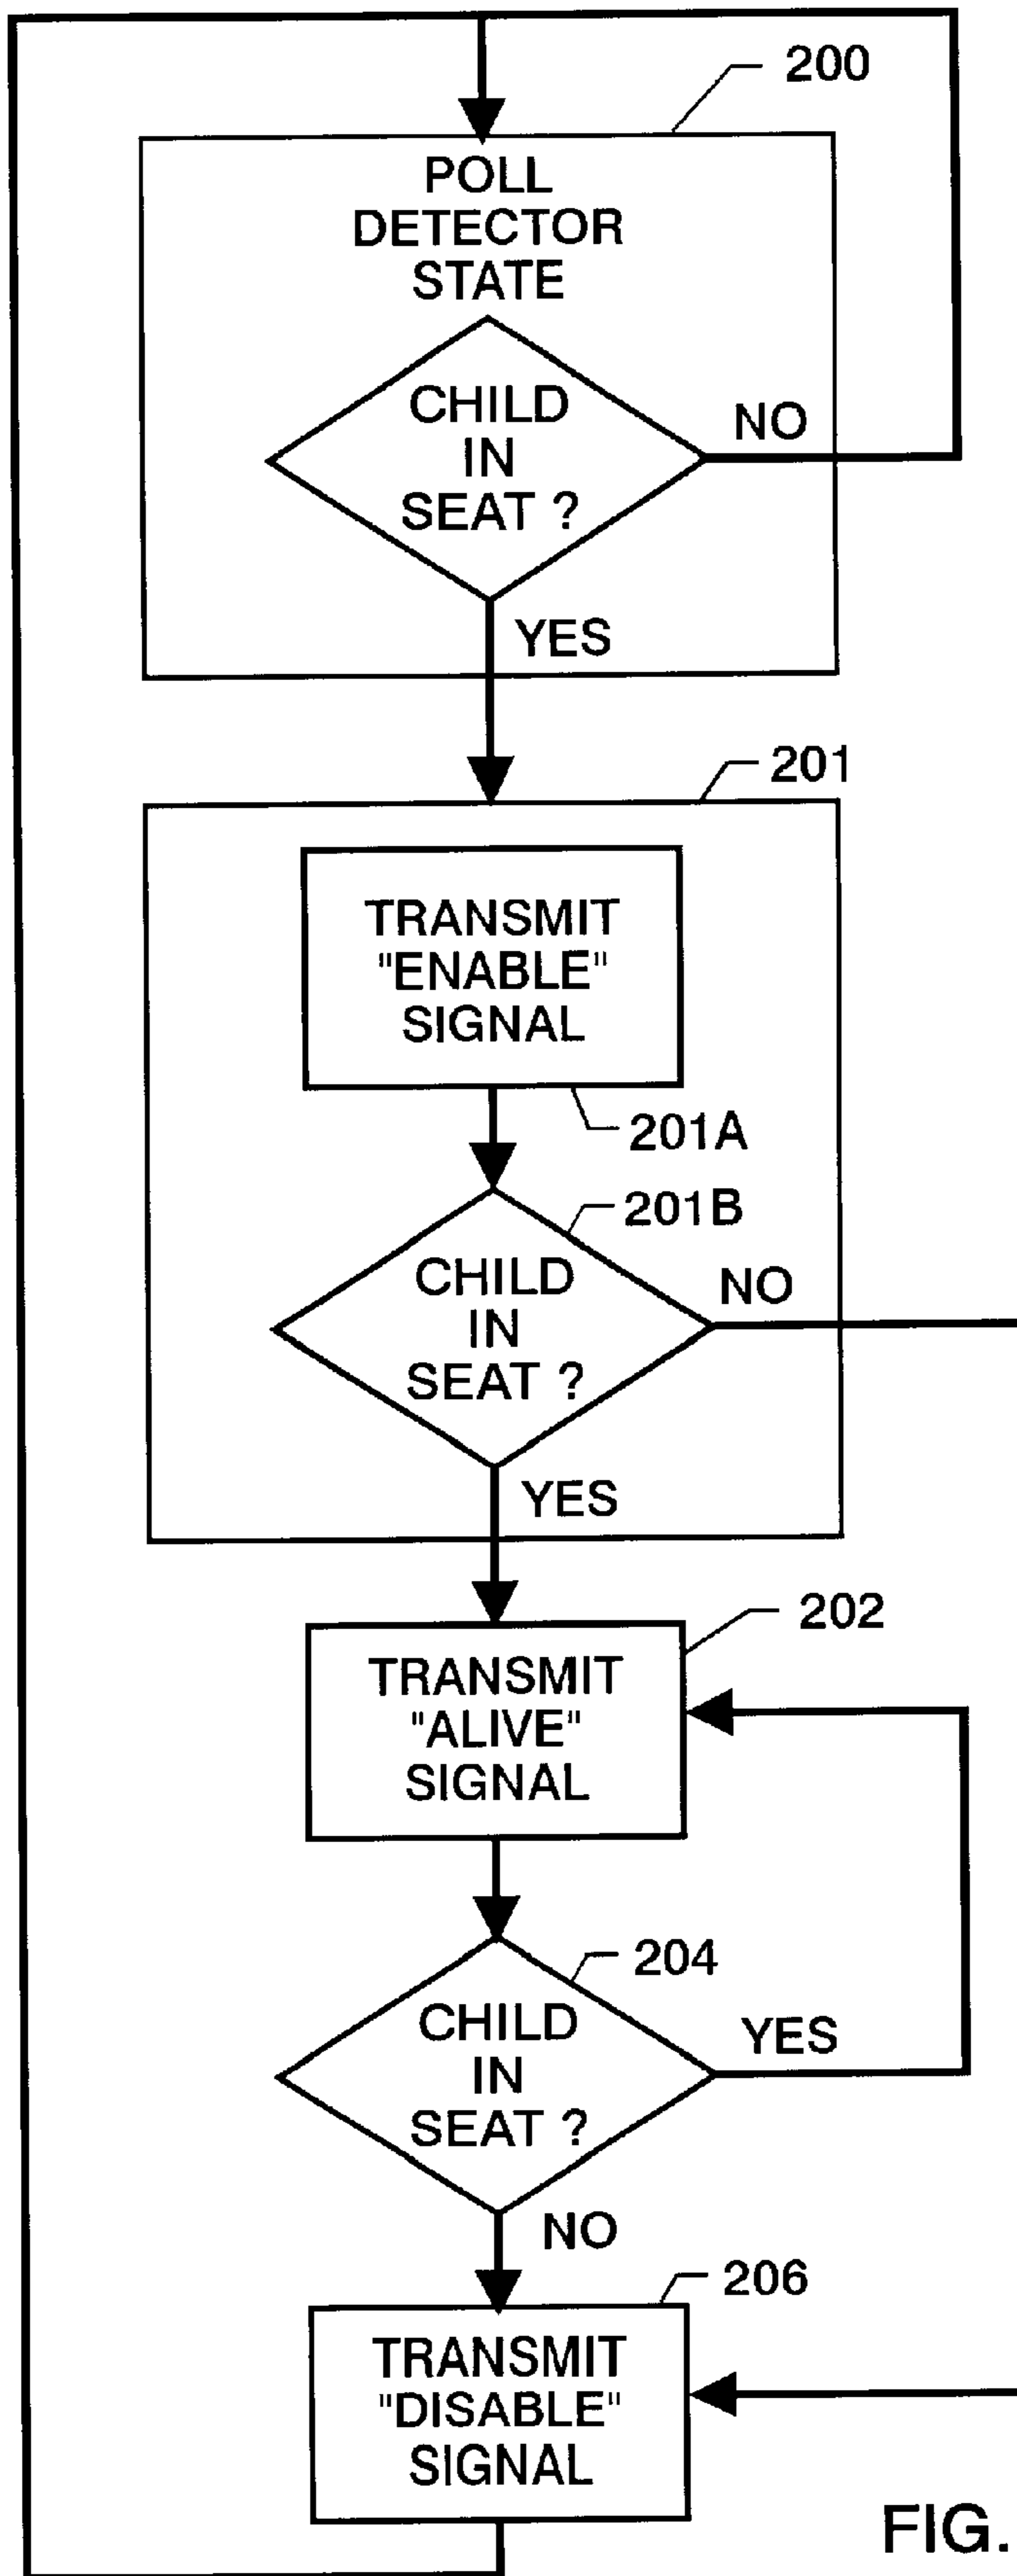 200
POLL
DETECTOR
STATE
CHILD
IN
SEAT ?
NO
YES
201
TRANSMIT
"ENABLE"
SIGNAL
201A
201B
CHILD
IN
SEAT ?
NO
YES
202
TRANSMIT
"ALIVE"
SIGNAL
204
CHILD
IN
SEAT ?
YES
NO
206
TRANSMIT
"DISABLE"
SIGNAL
FIG.